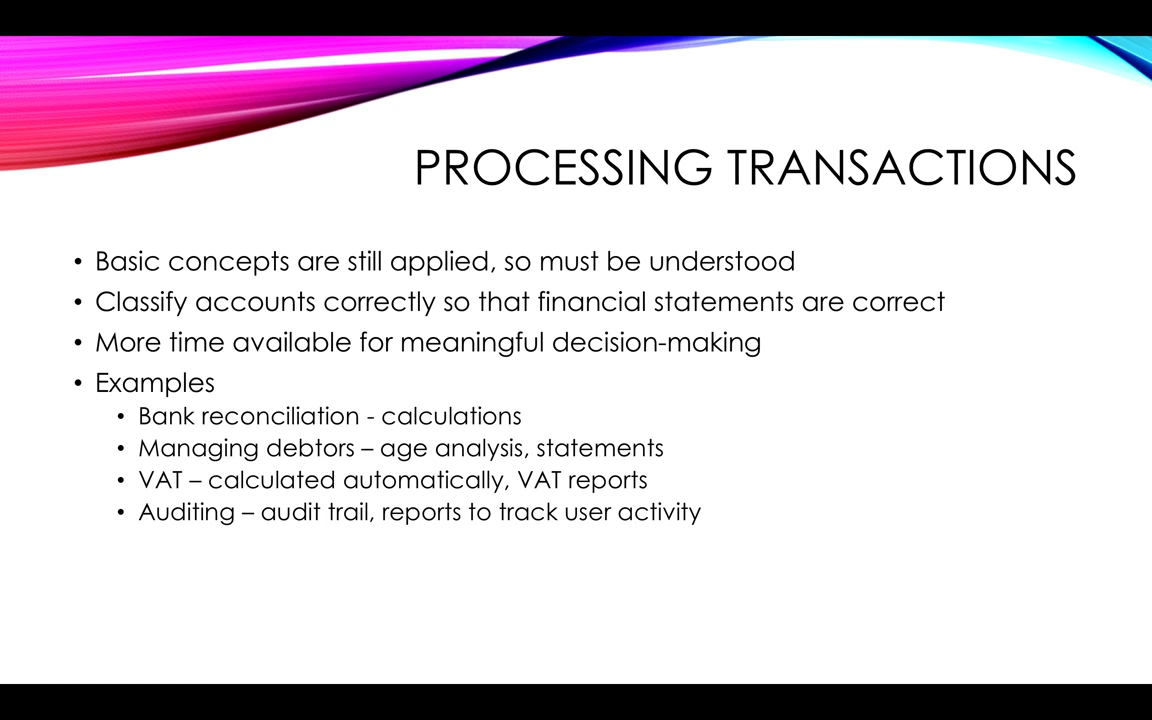 PROCESSING TRANSACTIONS
• Basic concepts are still applied, so must be understood
• Classify accounts correctly so that financial statements are correct
• More time available for meaningful decision-making
• Examples
• Bank reconciliation - calculations
• Managing debtors – age analysis, statements
• VAT – calculated automatically, VAT reports
• Auditing – audit trail, reports to track user activity